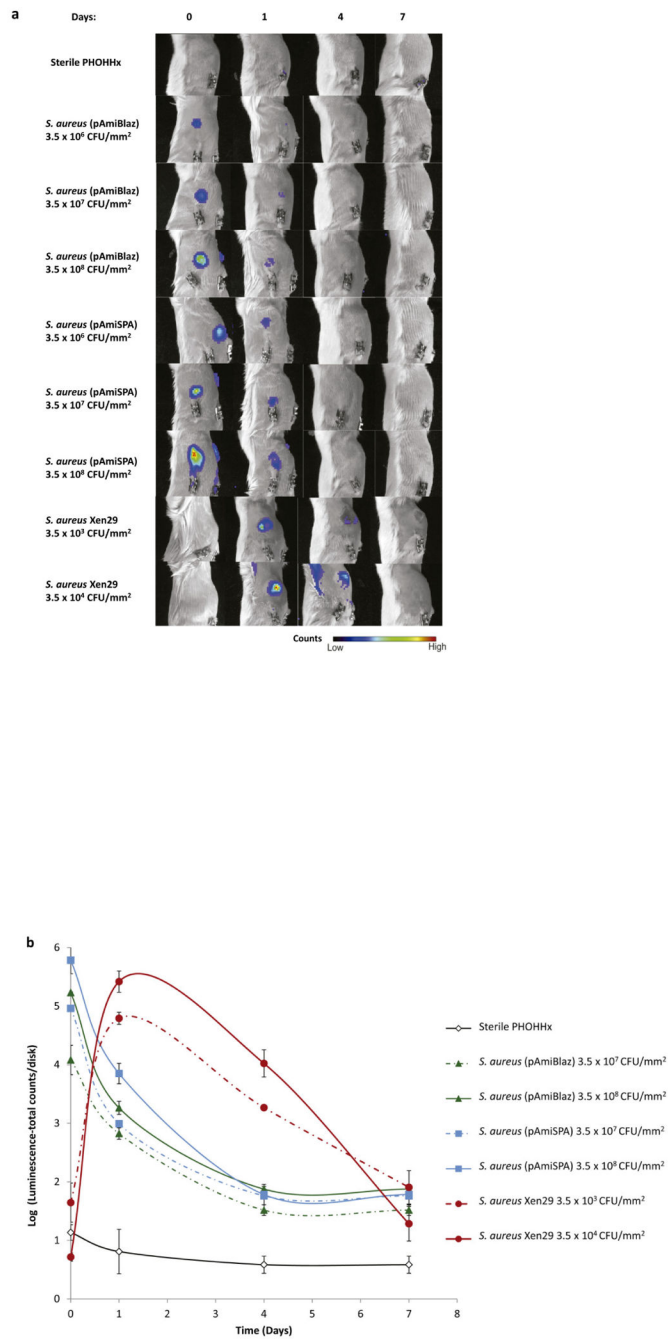 a
Days: 0 1 4 7
Sterile PHOHHx
S. aureus (pAmiBlaz)
3.5 x 10⁶ CFU/mm²
S. aureus (pAmiBlaz)
3.5 x 10⁷ CFU/mm²
S. aureus (pAmiBlaz)
3.5 x 10⁸ CFU/mm²
S. aureus (pAmiSPA)
3.5 x 10⁶ CFU/mm²
S. aureus (pAmiSPA)
3.5 x 10⁷ CFU/mm²
S. aureus (pAmiSPA)
3.5 x 10⁸ CFU/mm²
S. aureus Xen29
3.5 x 10³ CFU/mm²
S. aureus Xen29
3.5 x 10⁴ CFU/mm²
Counts
Low High
b
6
5
4
3
2
1
0
Log (Luminescence-total counts/disk)
0 1 2 3 4 5 6 7 8
Time (Days)
Sterile PHOHHx
S. aureus (pAmiBlaz) 3.5 x 10⁷ CFU/mm²
S. aureus (pAmiBlaz) 3.5 x 10⁸ CFU/mm²
S. aureus (pAmiSPA) 3.5 x 10⁷ CFU/mm²
S. aureus (pAmiSPA) 3.5 x 10⁸ CFU/mm²
S. aureus Xen29 3.5 x 10³ CFU/mm²
S. aureus Xen29 3.5 x 10⁴ CFU/mm²